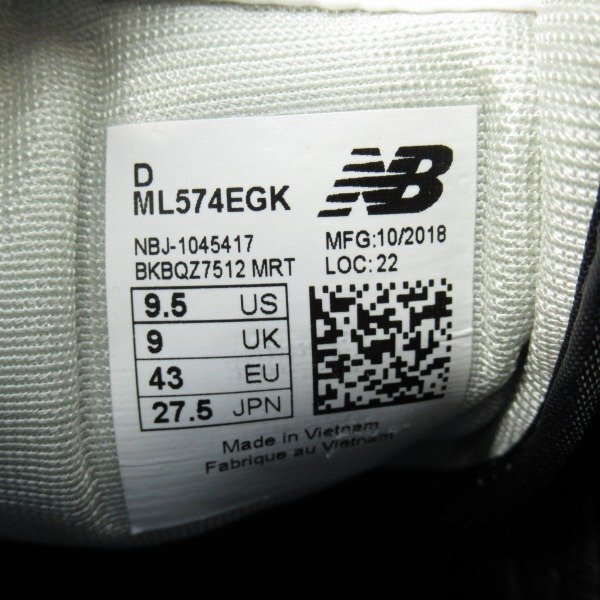 D
ML574EGK
NB
NBJ-1045417
MFG:10/2018
BKBQZ7512 MRT
LOC: 22
9.5 US
9 UK
43 EU
27.5 JPN
Made in Vietnam
Fabrique au Vietnam